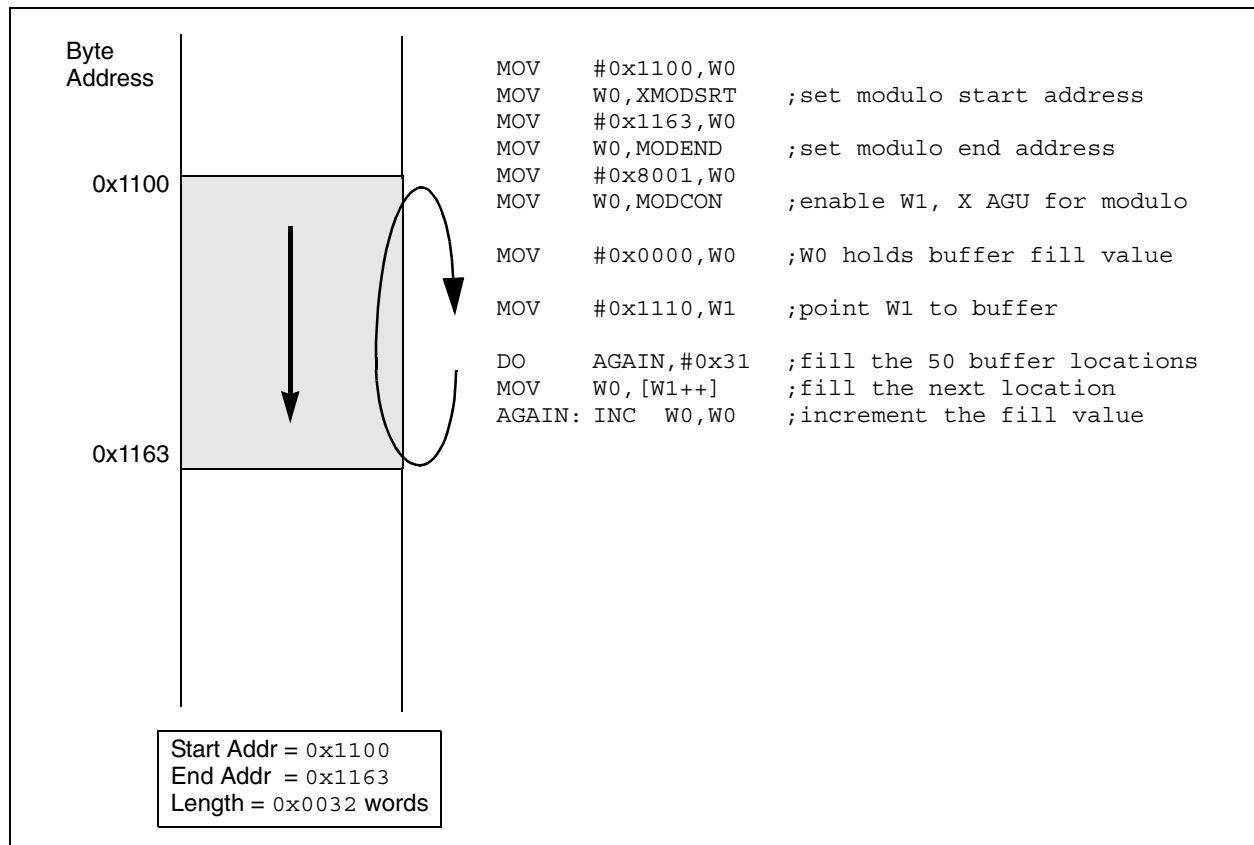 Byte
Address
0x1100
0x1163
MOV #0x1100,W0
MOV W0,XMODSRT ;set modulo start address
MOV #0x1163,W0
MOV W0,MODEND ;set modulo end address
MOV #0x8001,W0
MOV W0,MODCON ;enable W1, X AGU for modulo
MOV #0x0000,W0 ;W0 holds buffer fill value
MOV #0x1110,W1 ;point W1 to buffer
DO AGAIN,#0x31 ;fill the 50 buffer locations
MOV W0,[W1++] ;fill the next location
AGAIN: INC W0,W0 ;increment the fill value
Start Addr = 0x1100
End Addr = 0x1163
Length = 0x0032 words